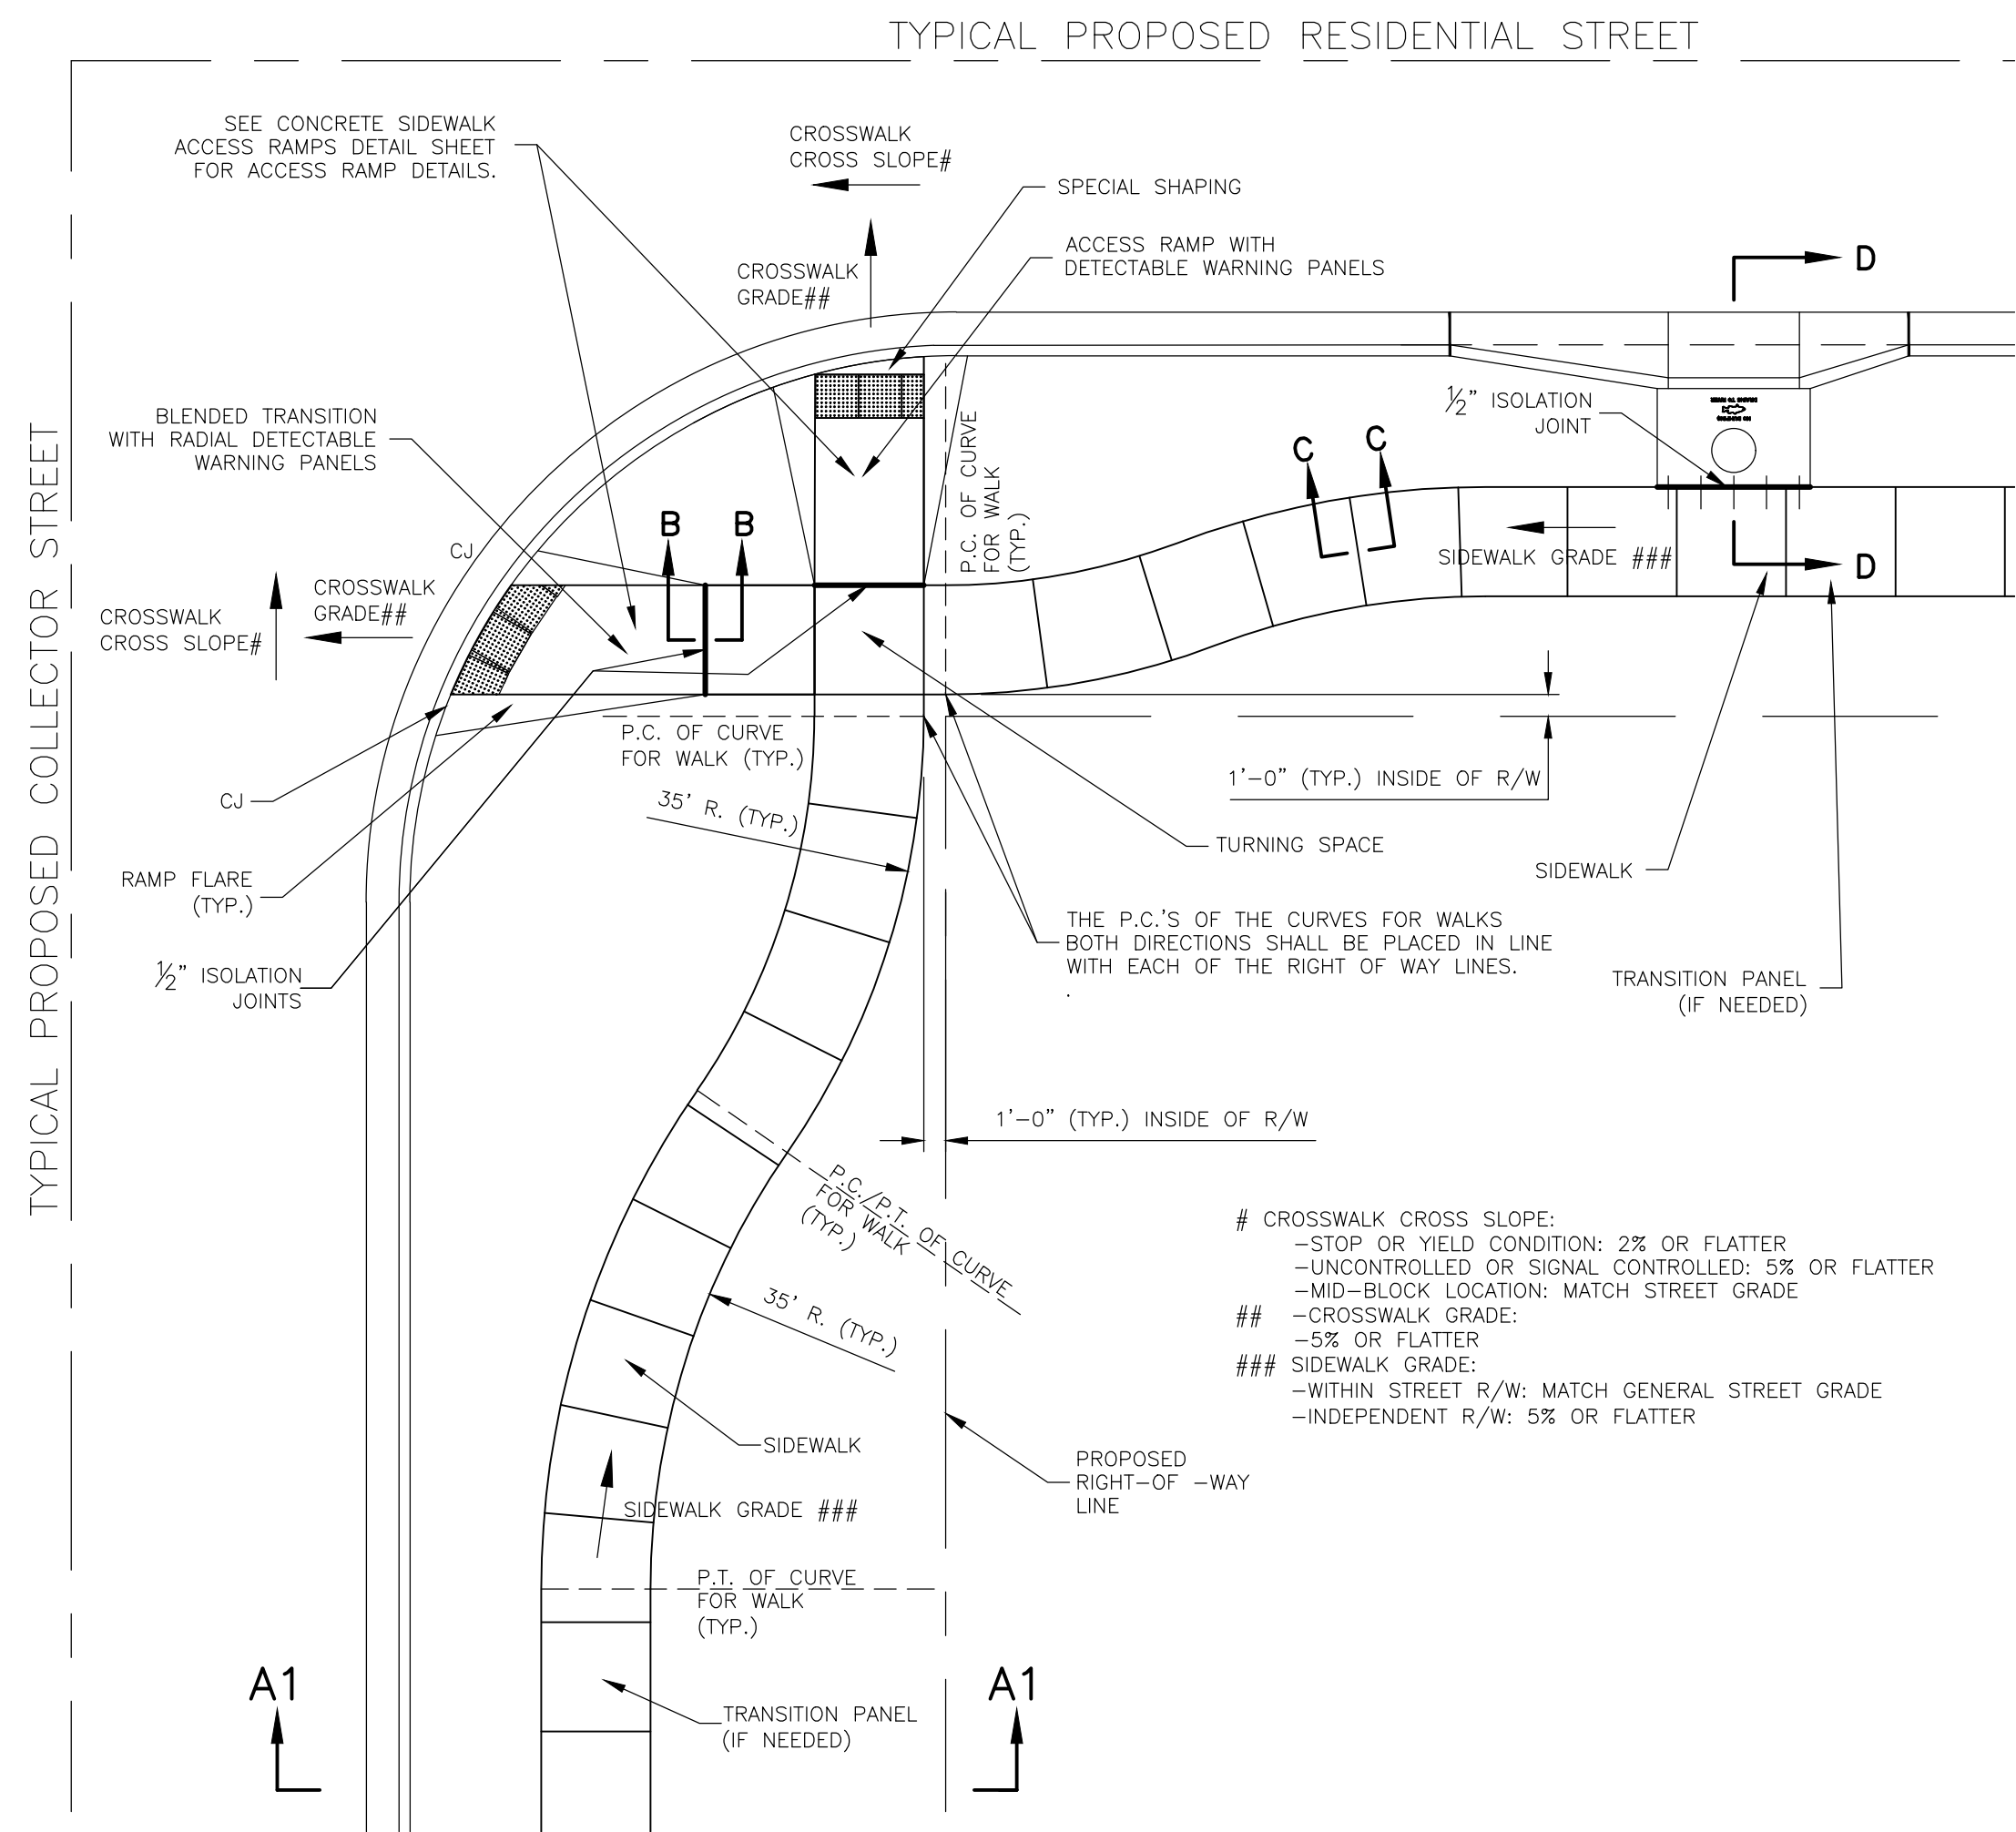 TYPICAL PROPOSED RESIDENTIAL STREET
SEE CONCRETE SIDEWALK
ACCESS RAMPS DETAIL SHEET
FOR ACCESS RAMP DETAILS.
CROSSWALK
CROSS SLOPE#
SPECIAL SHAPING
ACCESS RAMP WITH
DETECTABLE WARNING PANELS
CROSSWALK
GRADE##
D
BLENDED TRANSITION
WITH RADIAL DETECTABLE
WARNING PANELS
1/2" ISOLATION
JOINT
NO DUMPING
DRAINS TO RIVER
P.C. OF CURVE
FOR WALK
(TYP.)
C
C
B
B
CJ
SIDEWALK GRADE ###
D
CROSSWALK
GRADE##
CROSSWALK
CROSS SLOPE#
TYPICAL PROPOSED COLLECTOR STREET
P.C. OF CURVE
FOR WALK (TYP.)
1'-0" (TYP.) INSIDE OF R/W
CJ
35' R. (TYP.)
TURNING SPACE
SIDEWALK
RAMP FLARE
(TYP.)
THE P.C.'S OF THE CURVES FOR WALKS
BOTH DIRECTIONS SHALL BE PLACED IN LINE
WITH EACH OF THE RIGHT OF WAY LINES.
.
1/2" ISOLATION
JOINTS
TRANSITION PANEL
(IF NEEDED)
1'-0" (TYP.) INSIDE OF R/W
P.C./P.T. OF CURVE
FOR WALK
(TYP.)
# CROSSWALK CROSS SLOPE:
-STOP OR YIELD CONDITION: 2% OR FLATTER
-UNCONTROLLED OR SIGNAL CONTROLLED: 5% OR FLATTER
-MID-BLOCK LOCATION: MATCH STREET GRADE
## -CROSSWALK GRADE:
-5% OR FLATTER
### SIDEWALK GRADE:
-WITHIN STREET R/W: MATCH GENERAL STREET GRADE
-INDEPENDENT R/W: 5% OR FLATTER
35' R. (TYP.)
SIDEWALK
PROPOSED
RIGHT-OF -WAY
LINE
SIDEWALK GRADE ###
P.T. OF CURVE
FOR WALK
(TYP.)
A1
A1
TRANSITION PANEL
(IF NEEDED)